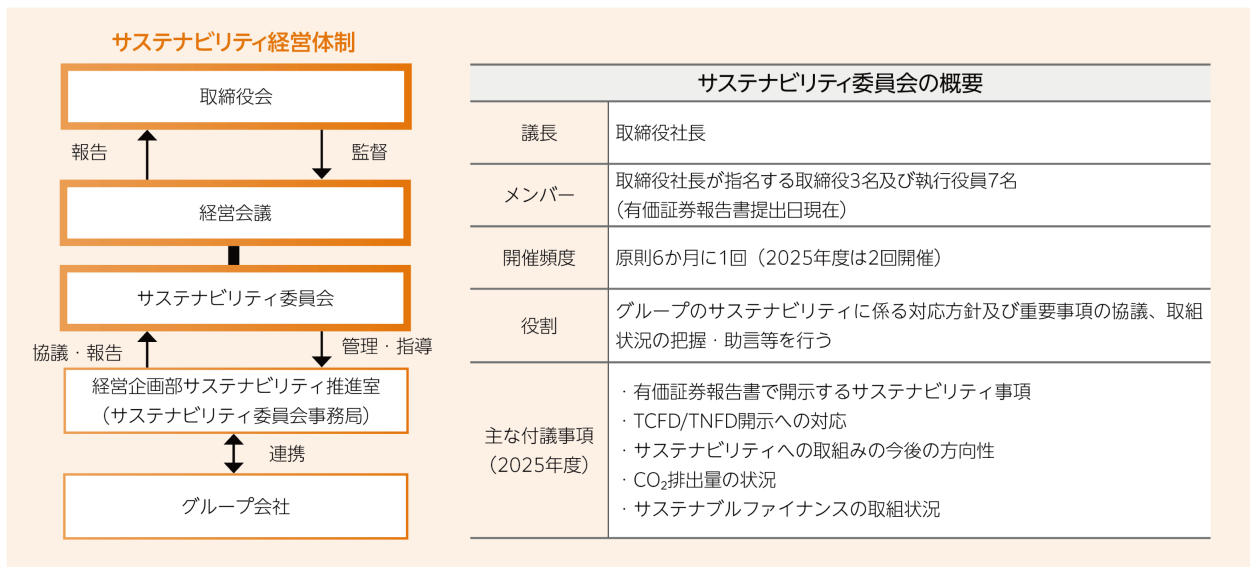 サステナビリティ経営体制
取締役会
報告
監督
経営会議
サステナビリティ委員会
協議・報告
管理・指導
経営企画部サステナビリティ推進室
（サステナビリティ委員会事務局）
連携
グループ会社
サステナビリティ委員会の概要
議長
取締役社長
メンバー
取締役社長が指名する取締役3名及び執行役員7名
（有価証券報告書提出日現在）
開催頻度
原則6か月に1回（2025年度は2回開催）
役割
グループのサステナビリティに係る対応方針及び重要事項の協議、取組
状況の把握・助言等を行う
主な付議事項
（2025年度）
・有価証券報告書で開示するサステナビリティ事項
・TCFD/TNFD開示への対応
・サステナビリティへの取組みの今後の方向性
・CO₂排出量の状況
・サステナブルファイナンスの取組状況